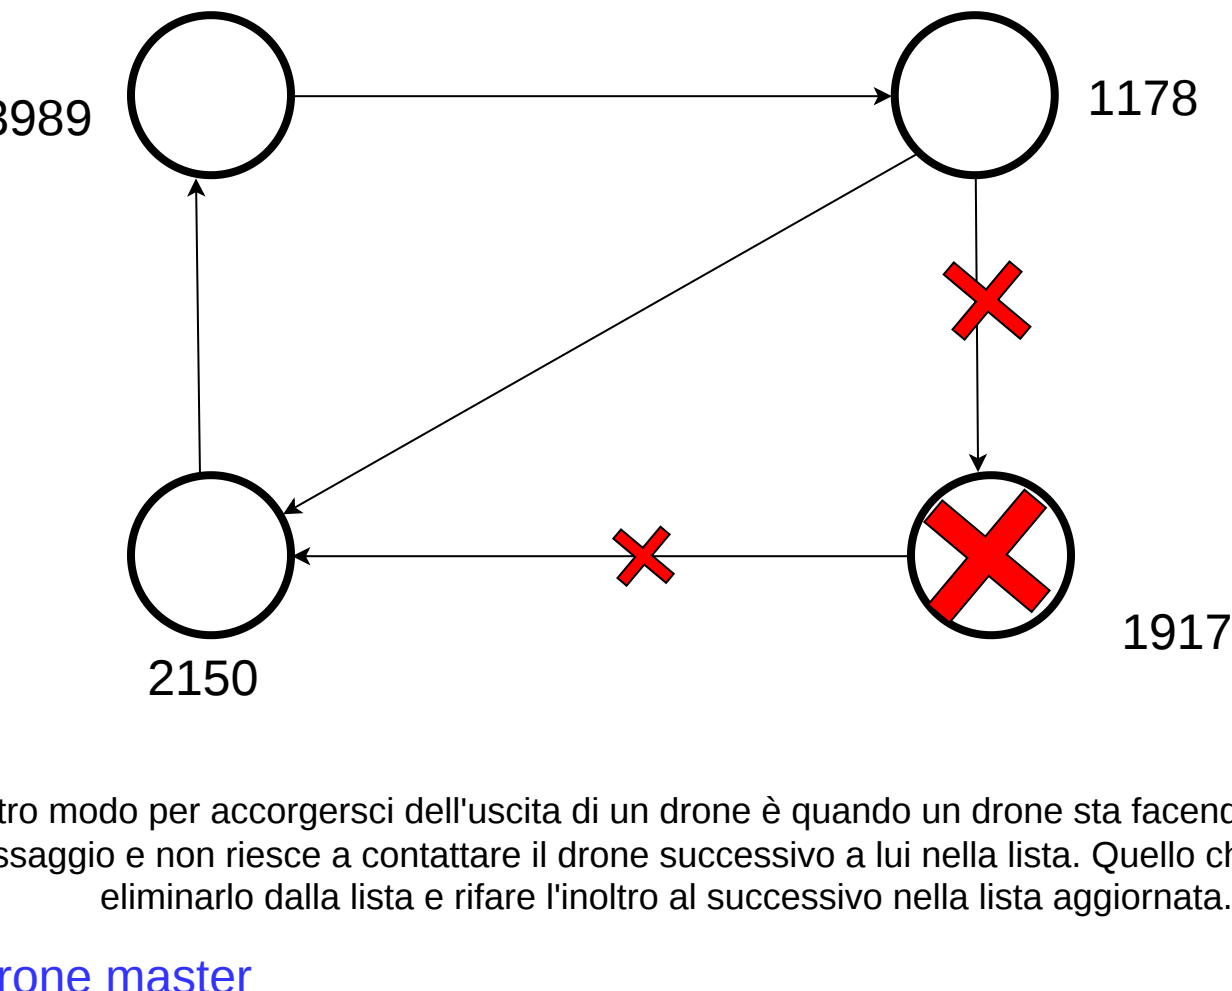 1178
3989
1917
2150
tro modo per accorgersci dell'uscita di un drone è quando un drone sta facend
ssaggio e non riesce a contattare il drone successivo a lui nella lista. Quello ch
eliminarlo dalla lista e rifare l'inoltro al successivo nella lista aggiornata.
rone master